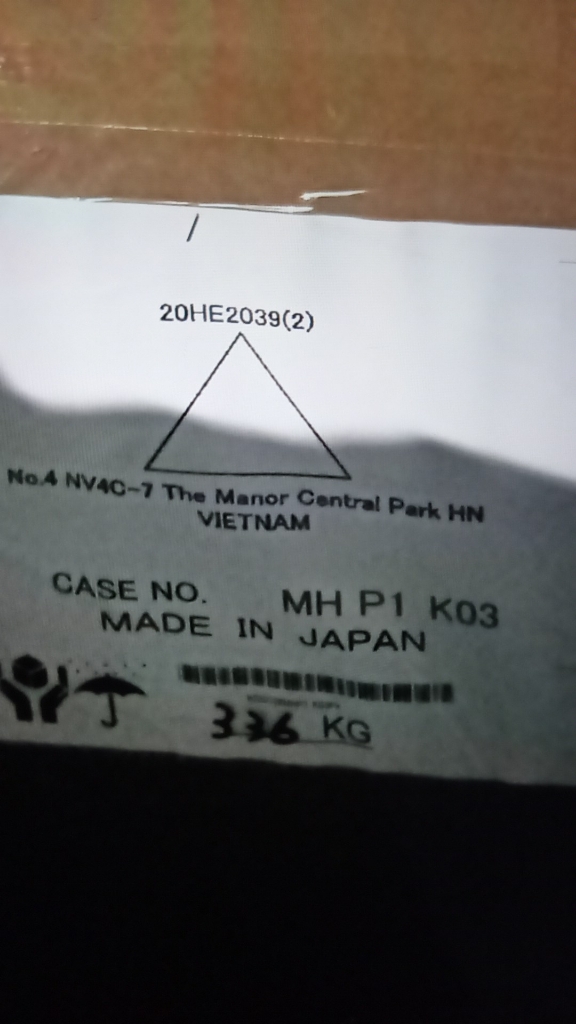 20HE2039(2)
No.4 NV4C-7 The Manor Central Park HN
VIETNAM
CASE NO. MH P1 K03
MADE IN JAPAN
336 KG